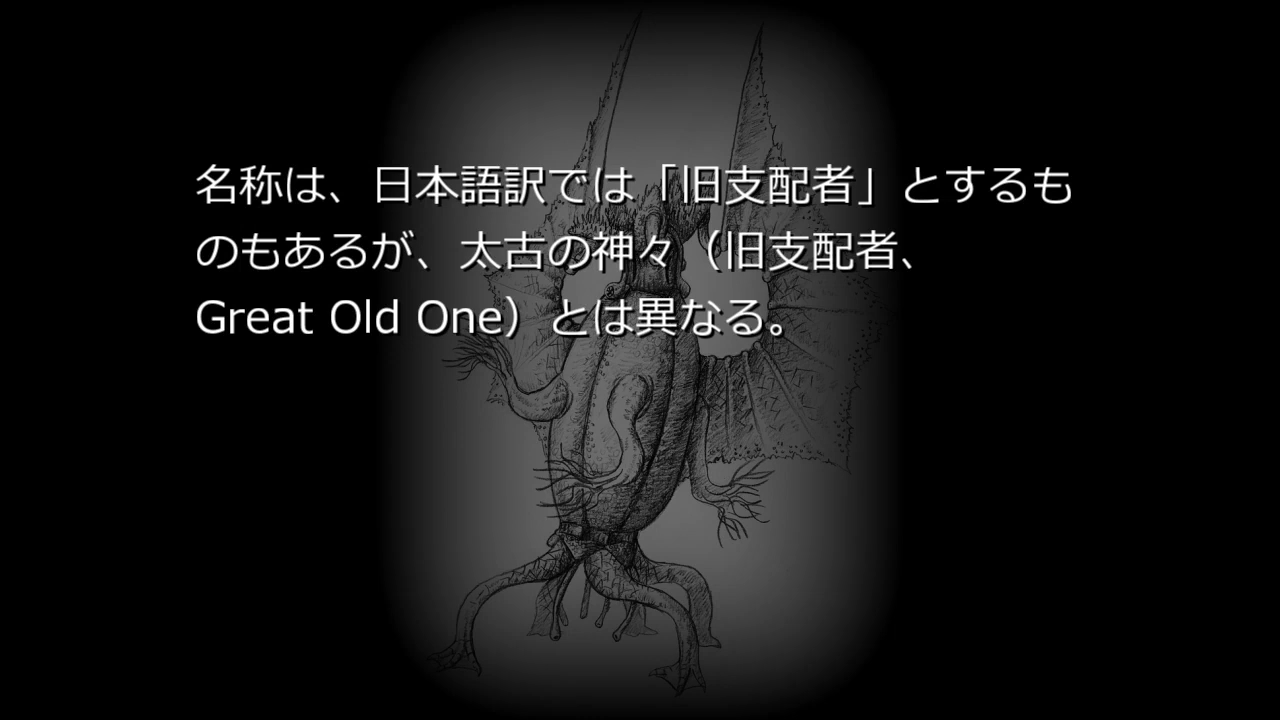 名称は、日本語訳では「旧支配者」とするも
のもあるが、太古の神々（旧支配者、
Great Old One）とは異なる。